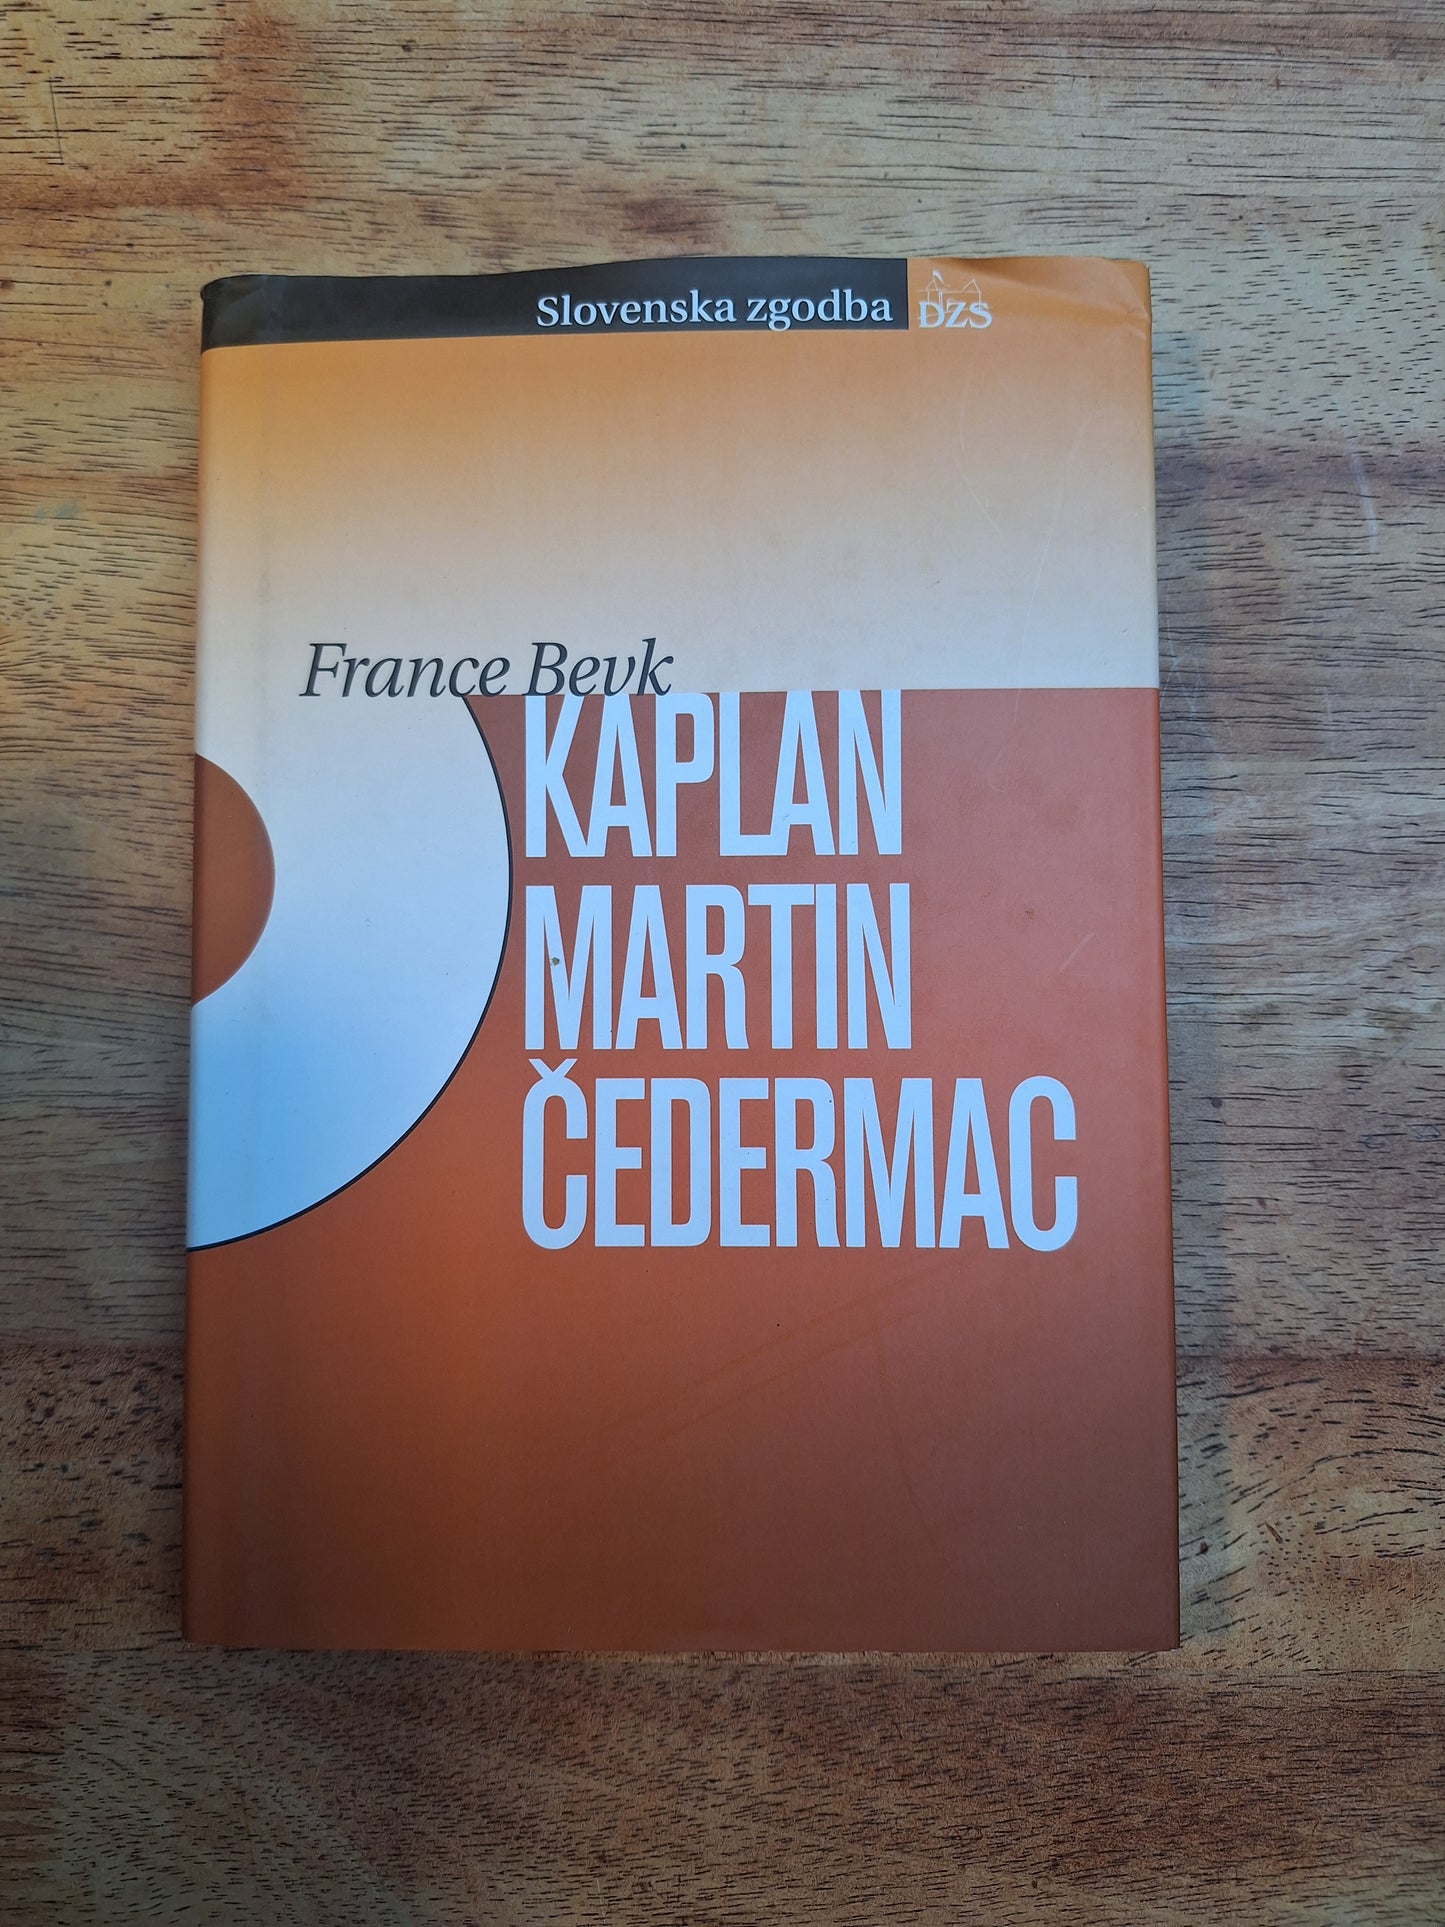 Slovenska zgodba DZS
France Bevk
KAPLAN
MARTIN
ČEDERMAC